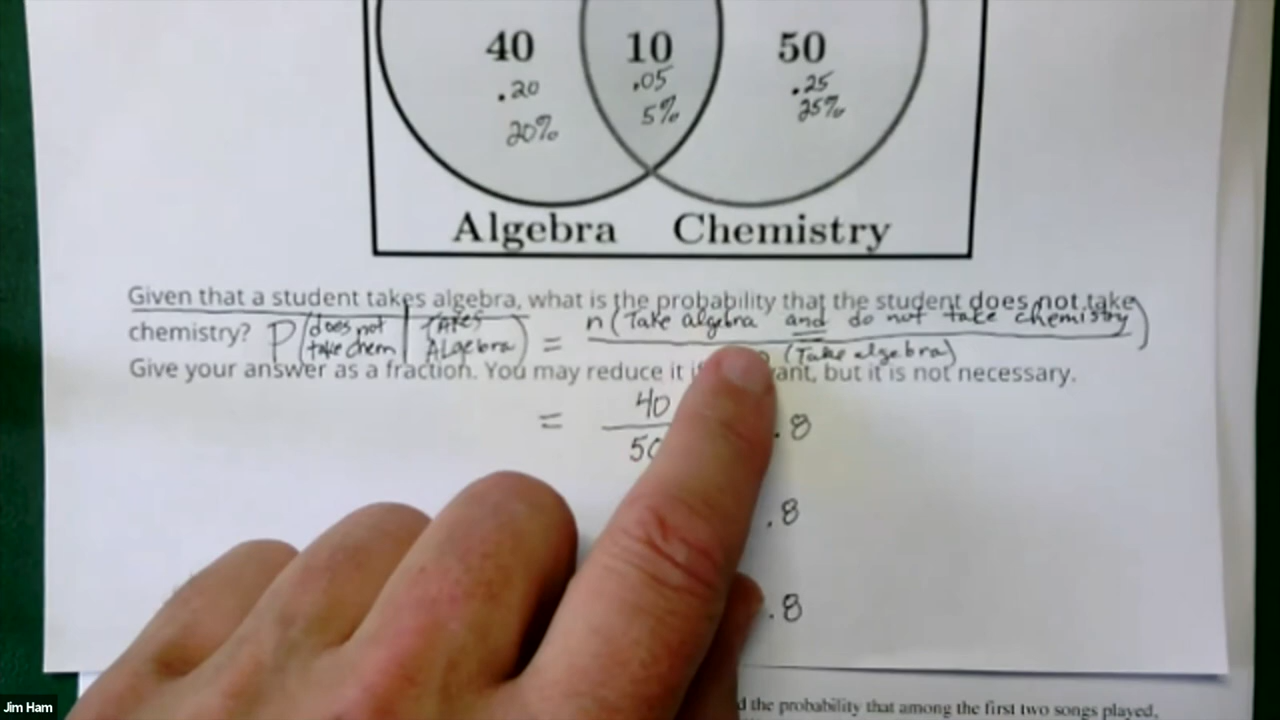 40 10 50
.20 .05 .25
20% 5% 25%
Algebra Chemistry
Given that a student takes algebra, what is the probability that the student does not take
chemistry? P(does not take chem | Takes Algebra) = n(Take algebra and do not take chemistry)
(Take algebra)
Give your answer as a fraction. You may reduce it if want, but it is not necessary.
= 40
50
.8
.8
.8
d the probability that among the first two songs played,
Jim Ham